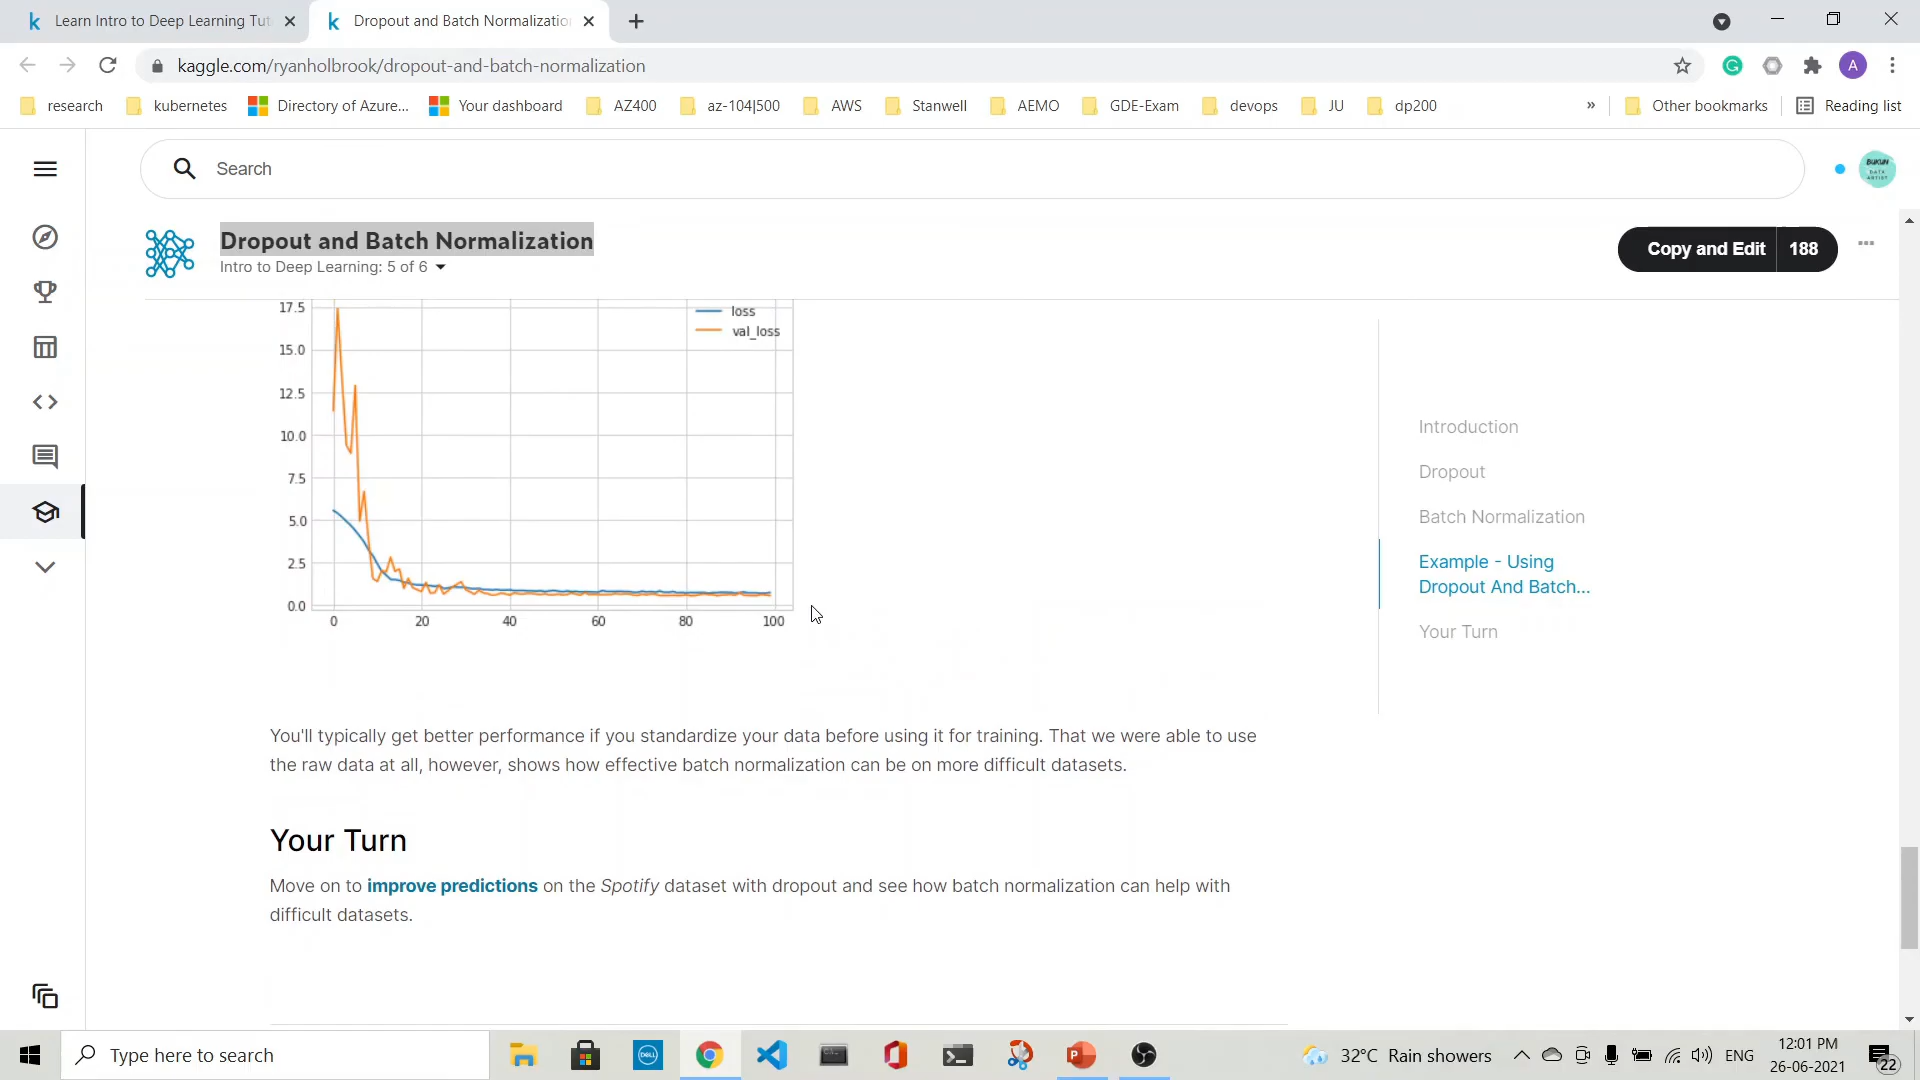 Learn Intro to Deep Learning Tut
Dropout and Batch Normalizatio
kaggle.com/ryanholbrook/dropout-and-batch-normalization
A
research
kubernetes
Directory of Azure...
Your dashboard
AZ400
az-104|500
AWS
Stanwell
AEMO
GDE-Exam
devops
JU
dp200
»
Other bookmarks
Reading list
Search
BUKUN
DATA
ARTIST
Dropout and Batch Normalization
Intro to Deep Learning: 5 of 6
Copy and Edit 188
17.5
15.0
12.5
10.0
7.5
5.0
2.5
0.0
loss
val_loss
0 20 40 60 80 100
Introduction
Dropout
Batch Normalization
Example - Using
Dropout And Batch...
Your Turn
You'll typically get better performance if you standardize your data before using it for training. That we were able to use
the raw data at all, however, shows how effective batch normalization can be on more difficult datasets.
Your Turn
Move on to improve predictions on the Spotify dataset with dropout and see how batch normalization can help with
difficult datasets.
Type here to search
DELL
32°C Rain showers
ENG
12:01 PM
26-06-2021
22